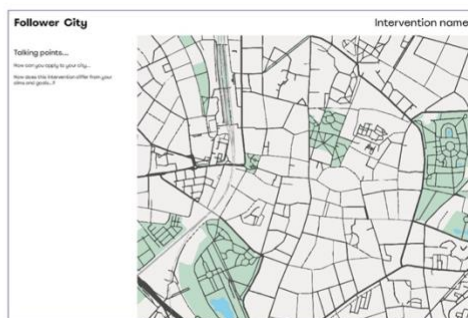 Follower City
Intervention name
Talking points...
How can you apply to your city...
How does this intervention differ from your
aims and goals...?